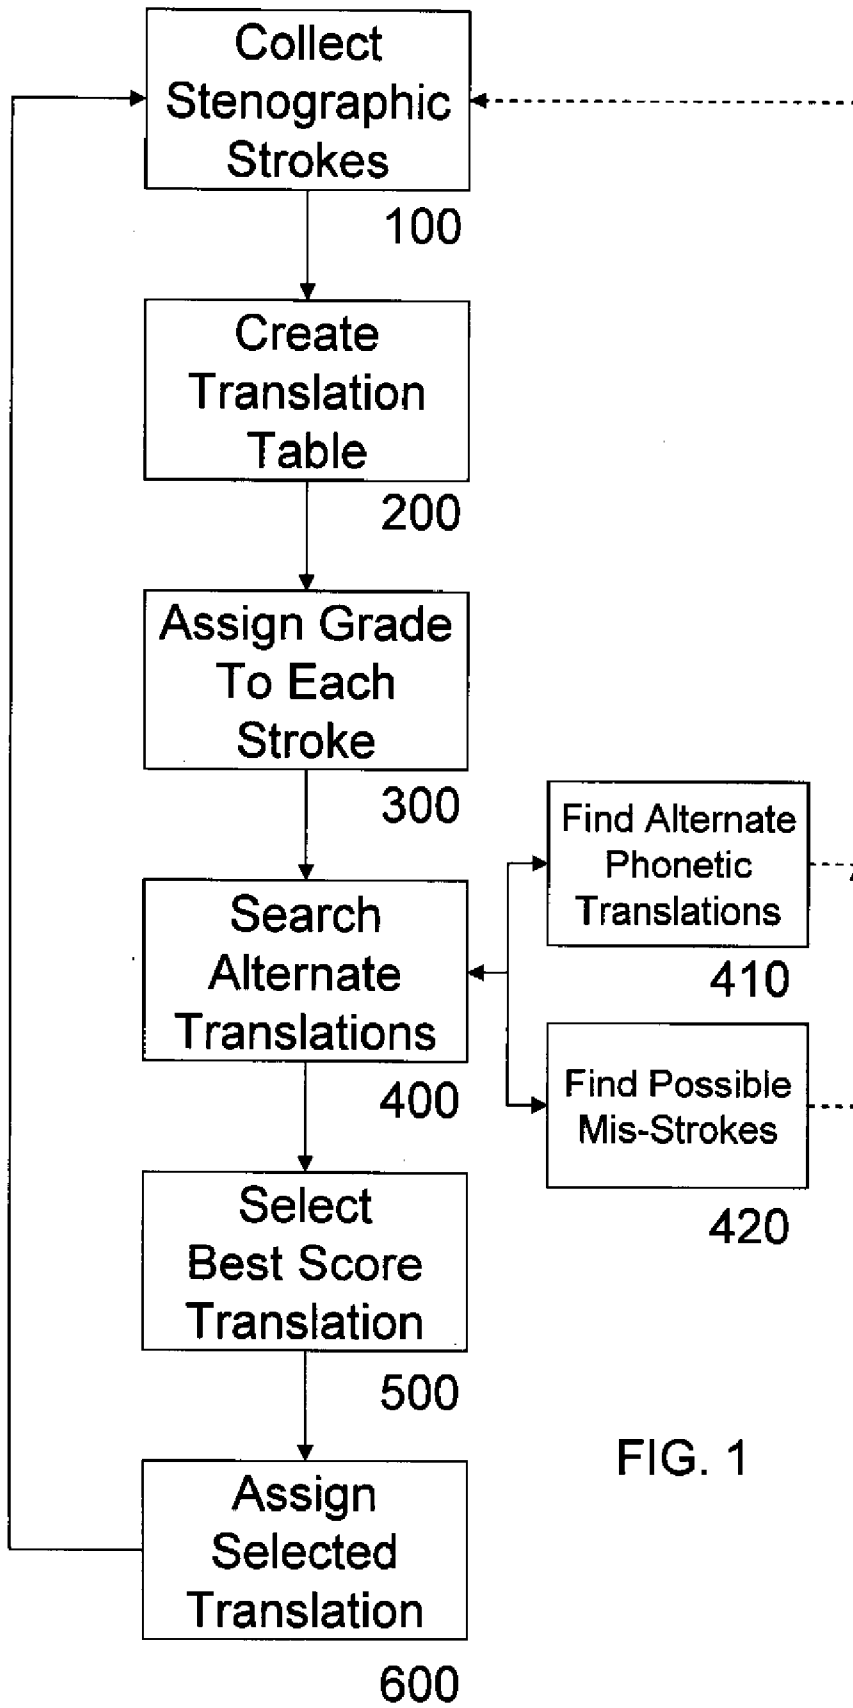 Collect
Stenographic
Strokes
100
Create
Translation
Table
200
Assign Grade
To Each
Stroke
300
Search
Alternate
Translations
400
Find Alternate
Phonetic
Translations
410
Find Possible
Mis-Strokes
420
Select
Best Score
Translation
500
Assign
Selected
Translation
600
FIG. 1